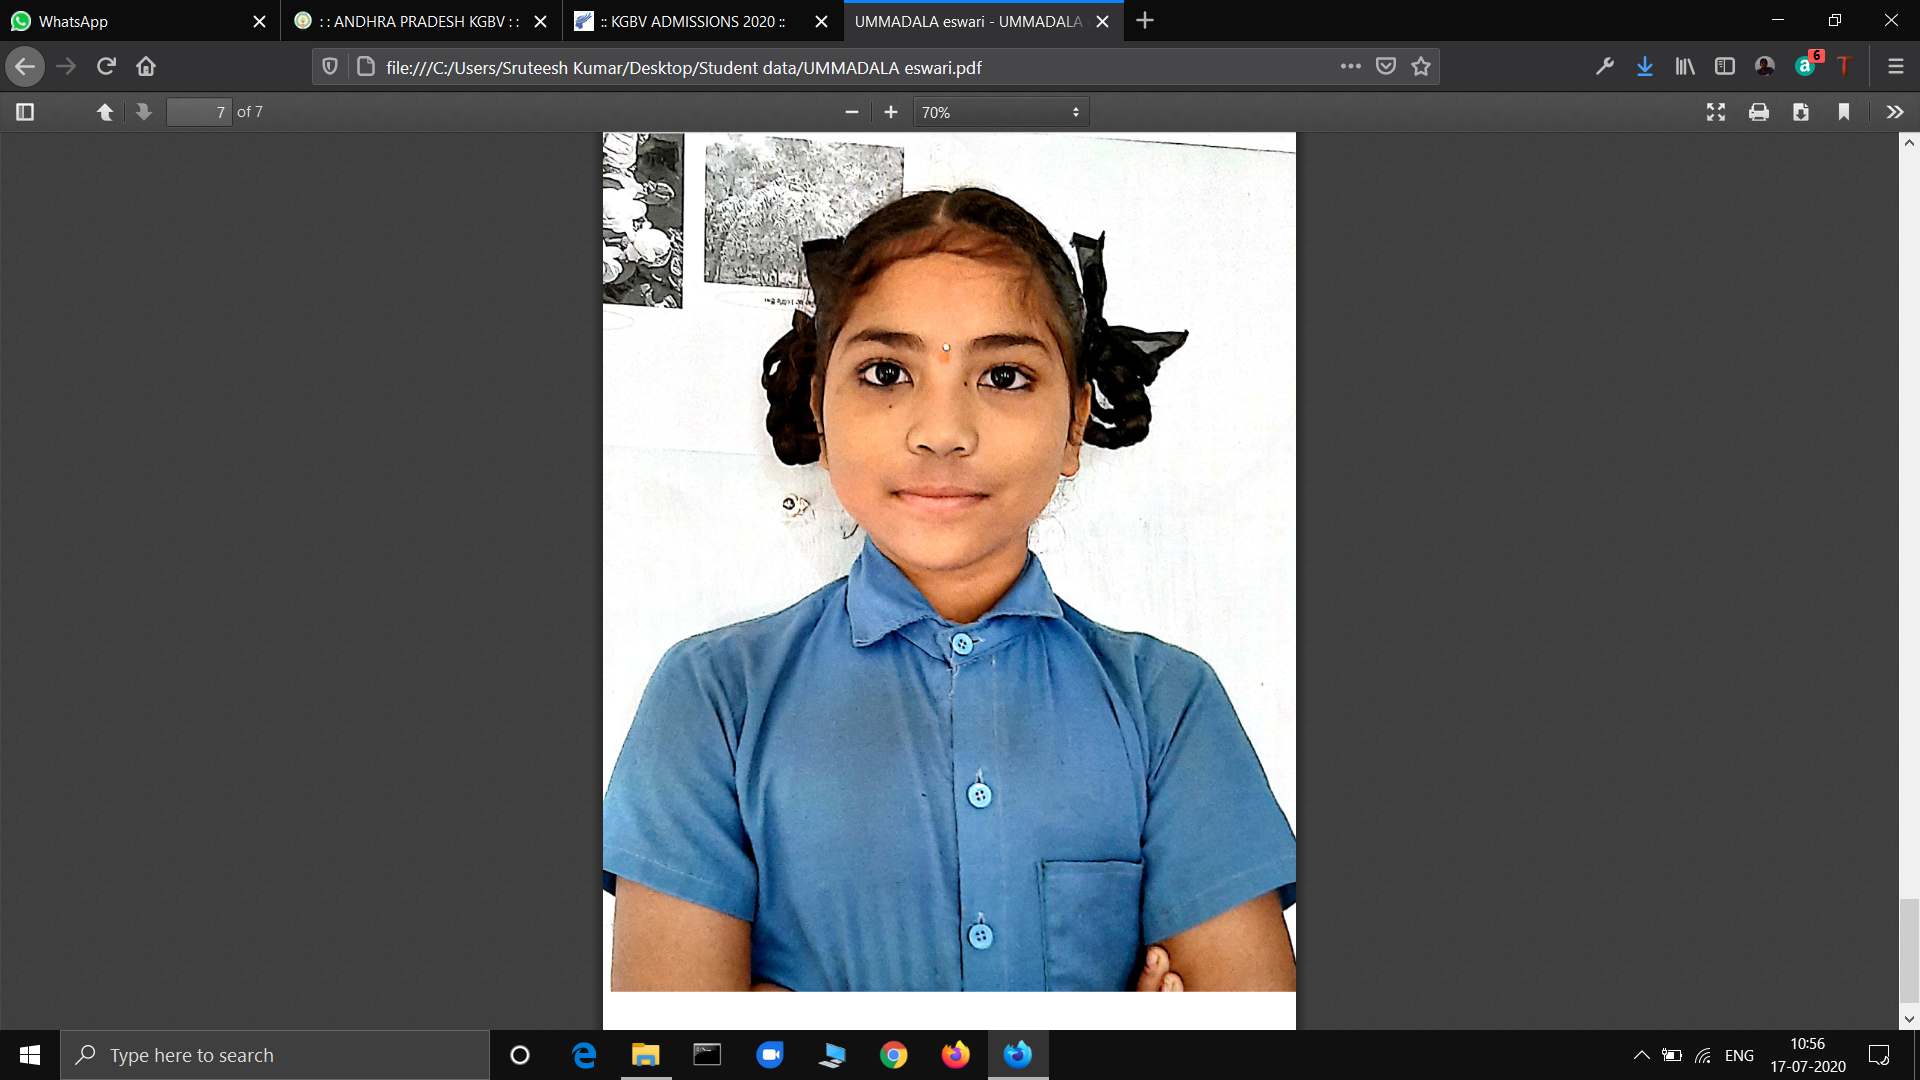 WhatsApp
: : ANDHRA PRADESH KGBV : :
:: KGBV ADMISSIONS 2020 ::
UMMADALA eswari - UMMADALA
file:///C:/Users/Sruteesh Kumar/Desktop/Student data/UMMADALA eswari.pdf
6
7 of 7
70%
Type here to search
ENG
10:56
17-07-2020